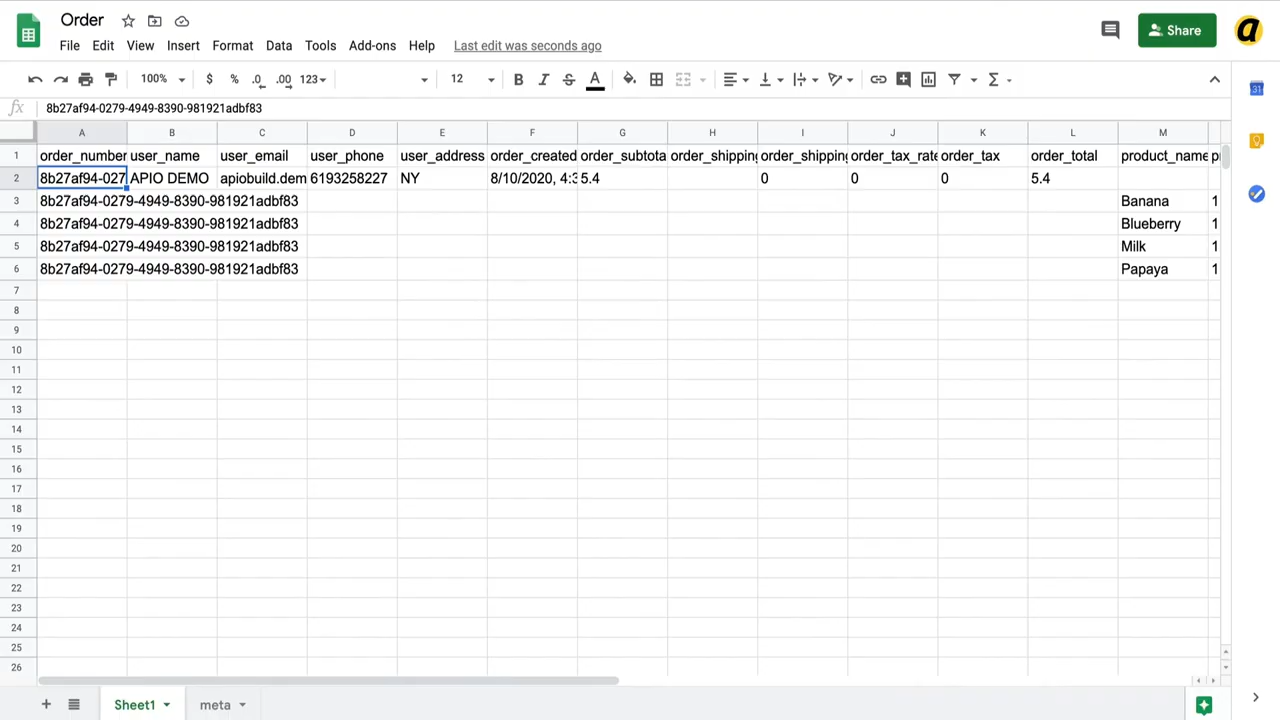 Order
File Edit View Insert Format Data Tools Add-ons Help Last edit was seconds ago
Share
a
100% $ % .0 .00 123 12 B I S A
fx 8b27af94-0279-4949-8390-981921adbf83
31
A B C D E F G H I J K L M
1 order_number user_name user_email user_phone user_address order_created order_subtota order_shipping order_shipping order_tax_rate order_tax order_total product_name p
2 8b27af94-027 APIO DEMO apiobuild.dem 6193258227 NY 8/10/2020, 4:3 5.4 0 0 0 5.4
3 8b27af94-0279-4949-8390-981921adbf83 Banana 1
4 8b27af94-0279-4949-8390-981921adbf83 Blueberry 1
5 8b27af94-0279-4949-8390-981921adbf83 Milk 1
6 8b27af94-0279-4949-8390-981921adbf83 Papaya 1
7
8
9
10
11
12
13
14
15
16
17
18
19
20
21
22
23
24
25
26
Sheet1 meta